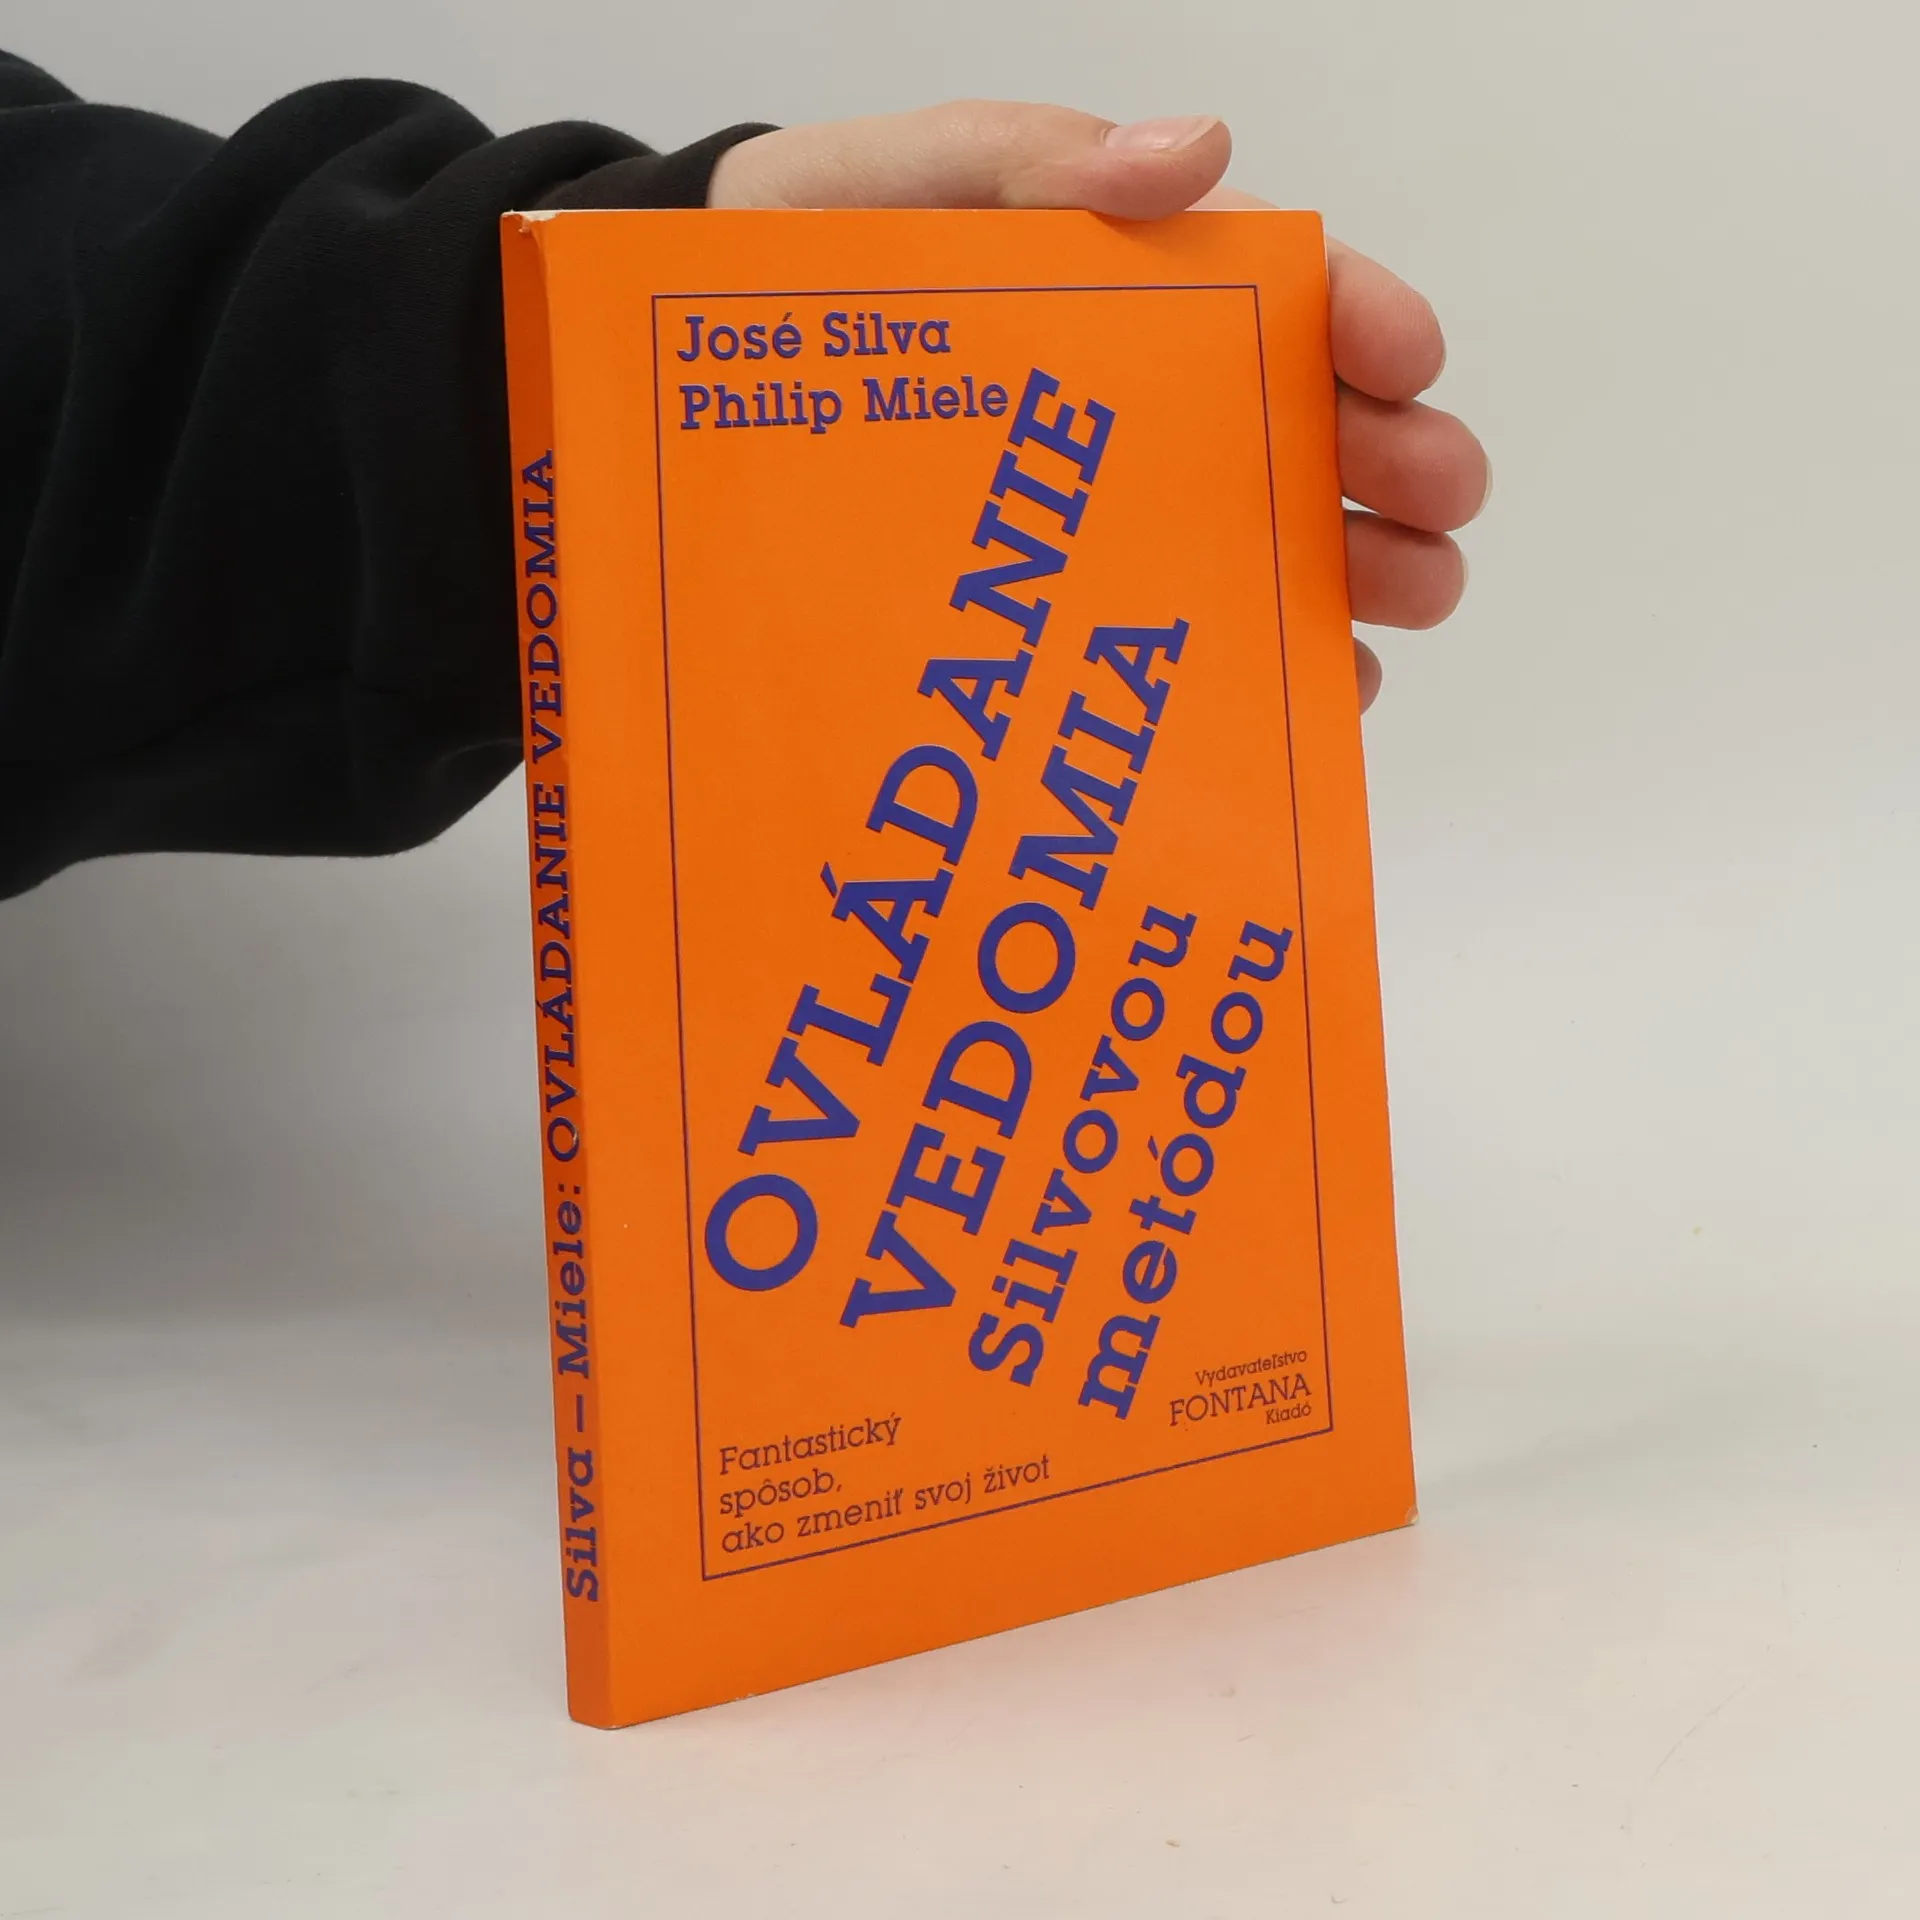 José Silva
Philip Miele
OVLÁDANIE
VEDOMIA
Silvovou
metódou
Fantastický
spôsob,
ako zmeniť svoj život
Vydavateľstvo
FONTANA
Kiadó
Silva – Miele: OVLÁDANIE VEDOMIA